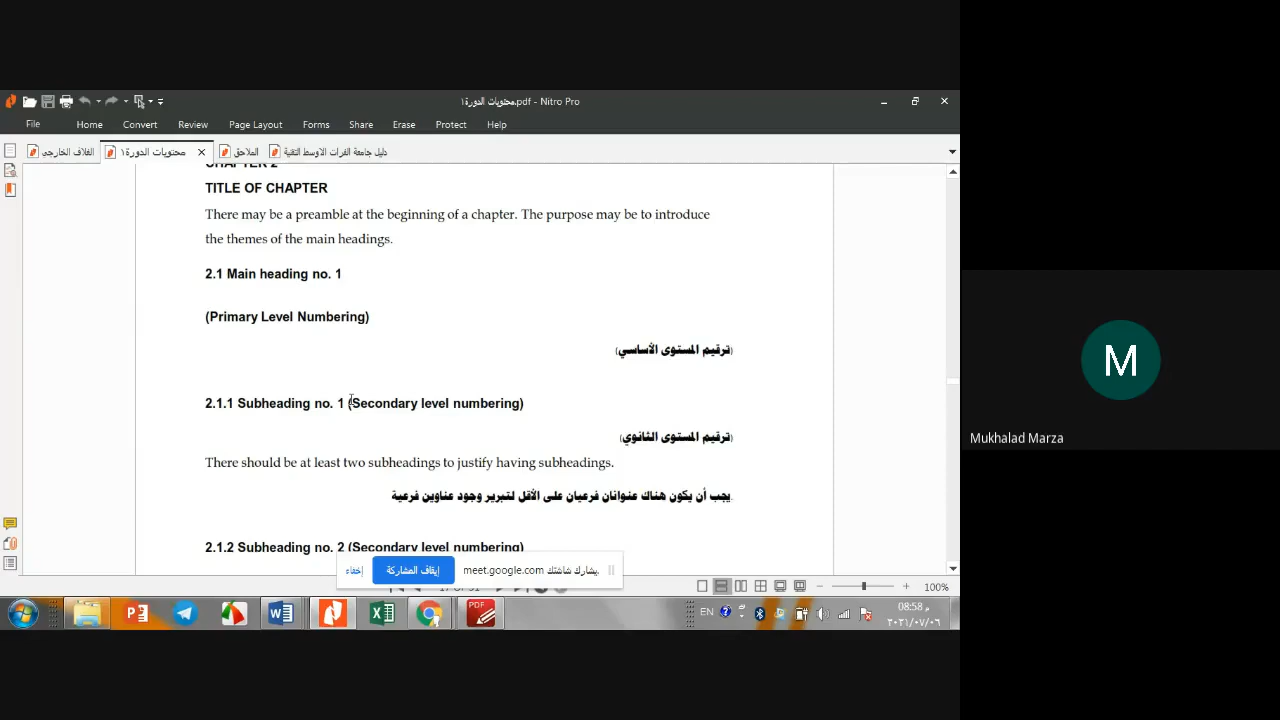 محتويات الدورة١.pdf - Nitro Pro
File Home Convert Review Page Layout Forms Share Erase Protect Help
الغلاف الخارجي
محتويات الدورة١
الملاحق
دليل جامعة الفرات الاوسط التقنية
CHAPTER 2
TITLE OF CHAPTER
There may be a preamble at the beginning of a chapter. The purpose may be to introduce
the themes of the main headings.
2.1 Main heading no. 1
(Primary Level Numbering)
(ترقيم المستوى الأساسي)
2.1.1 Subheading no. 1 (Secondary level numbering)
(ترقيم المستوى الثانوي)
There should be at least two subheadings to justify having subheadings.
يجب أن يكون هناك عنوانان فرعيان على الأقل لتبرير وجود عناوين فرعية.
2.1.2 Subheading no. 2 (Secondary level numbering)
يشارك شاشتك meet.google.com.
إيقاف المشاركة
إخفاء
100%
PDF
EN
08:58 م
٢٠٢١/٠٧/٠٦
M
Mukhalad Marza